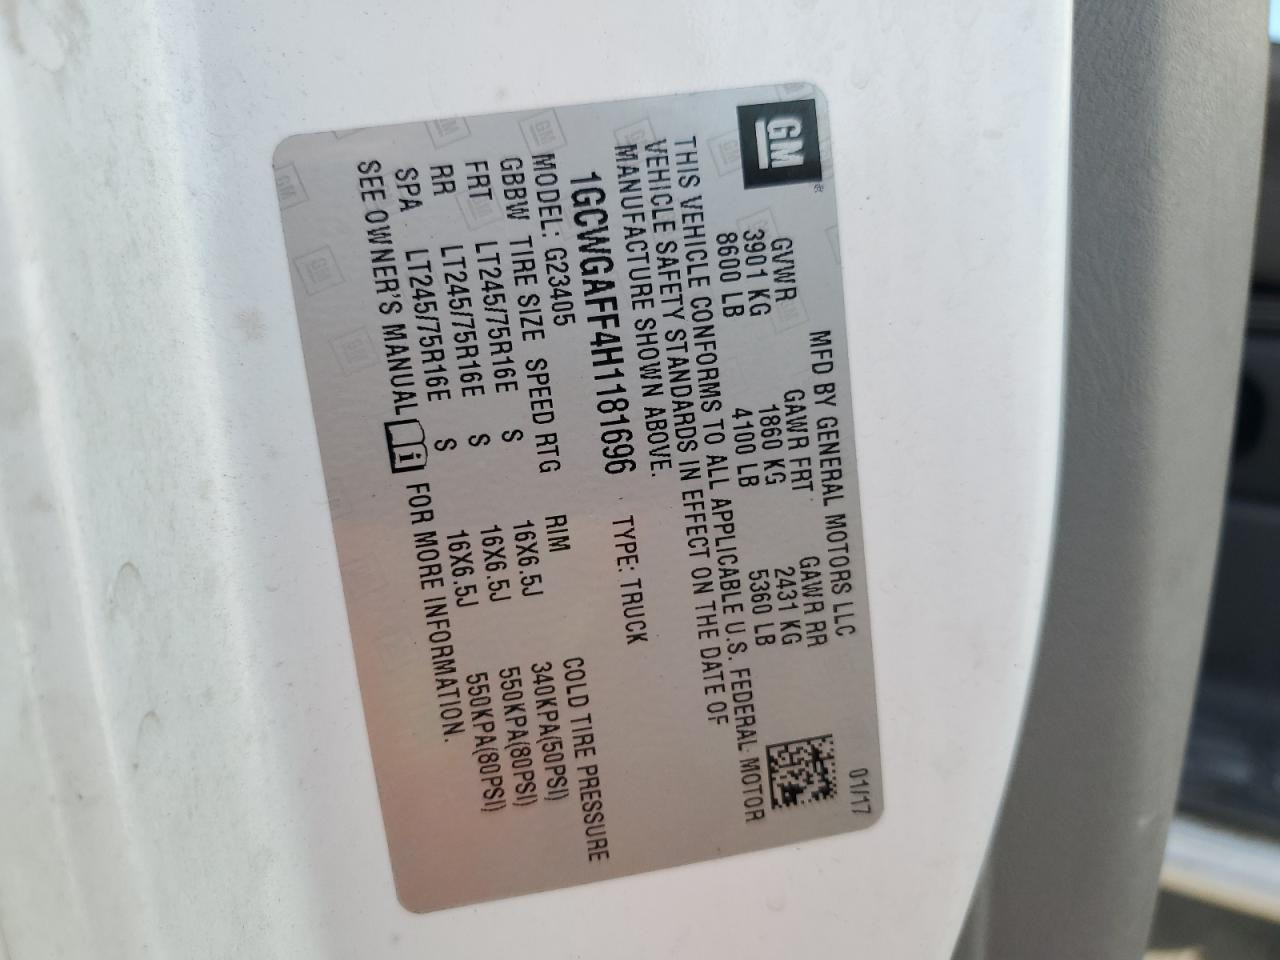 GM
MFD BY GENERAL MOTORS LLC 01/17
GVWR GAWR FRT GAWR RR
3901 KG 1860 KG 2431 KG
8600 LB 4100 LB 5360 LB
THIS VEHICLE CONFORMS TO ALL APPLICABLE U.S. FEDERAL MOTOR
VEHICLE SAFETY STANDARDS IN EFFECT ON THE DATE OF
MANUFACTURE SHOWN ABOVE.
1GCWGAFF4H1181696 TYPE: TRUCK
MODEL: G23405
GBBW TIRE SIZE SPEED RTG RIM COLD TIRE PRESSURE
FRT LT245/75R16E S 16X6.5J 340KPA(50PSI)
RR LT245/75R16E S 16X6.5J 550KPA(80PSI)
SPA LT245/75R16E S 16X6.5J 550KPA(80PSI)
SEE OWNER'S MANUAL FOR MORE INFORMATION.